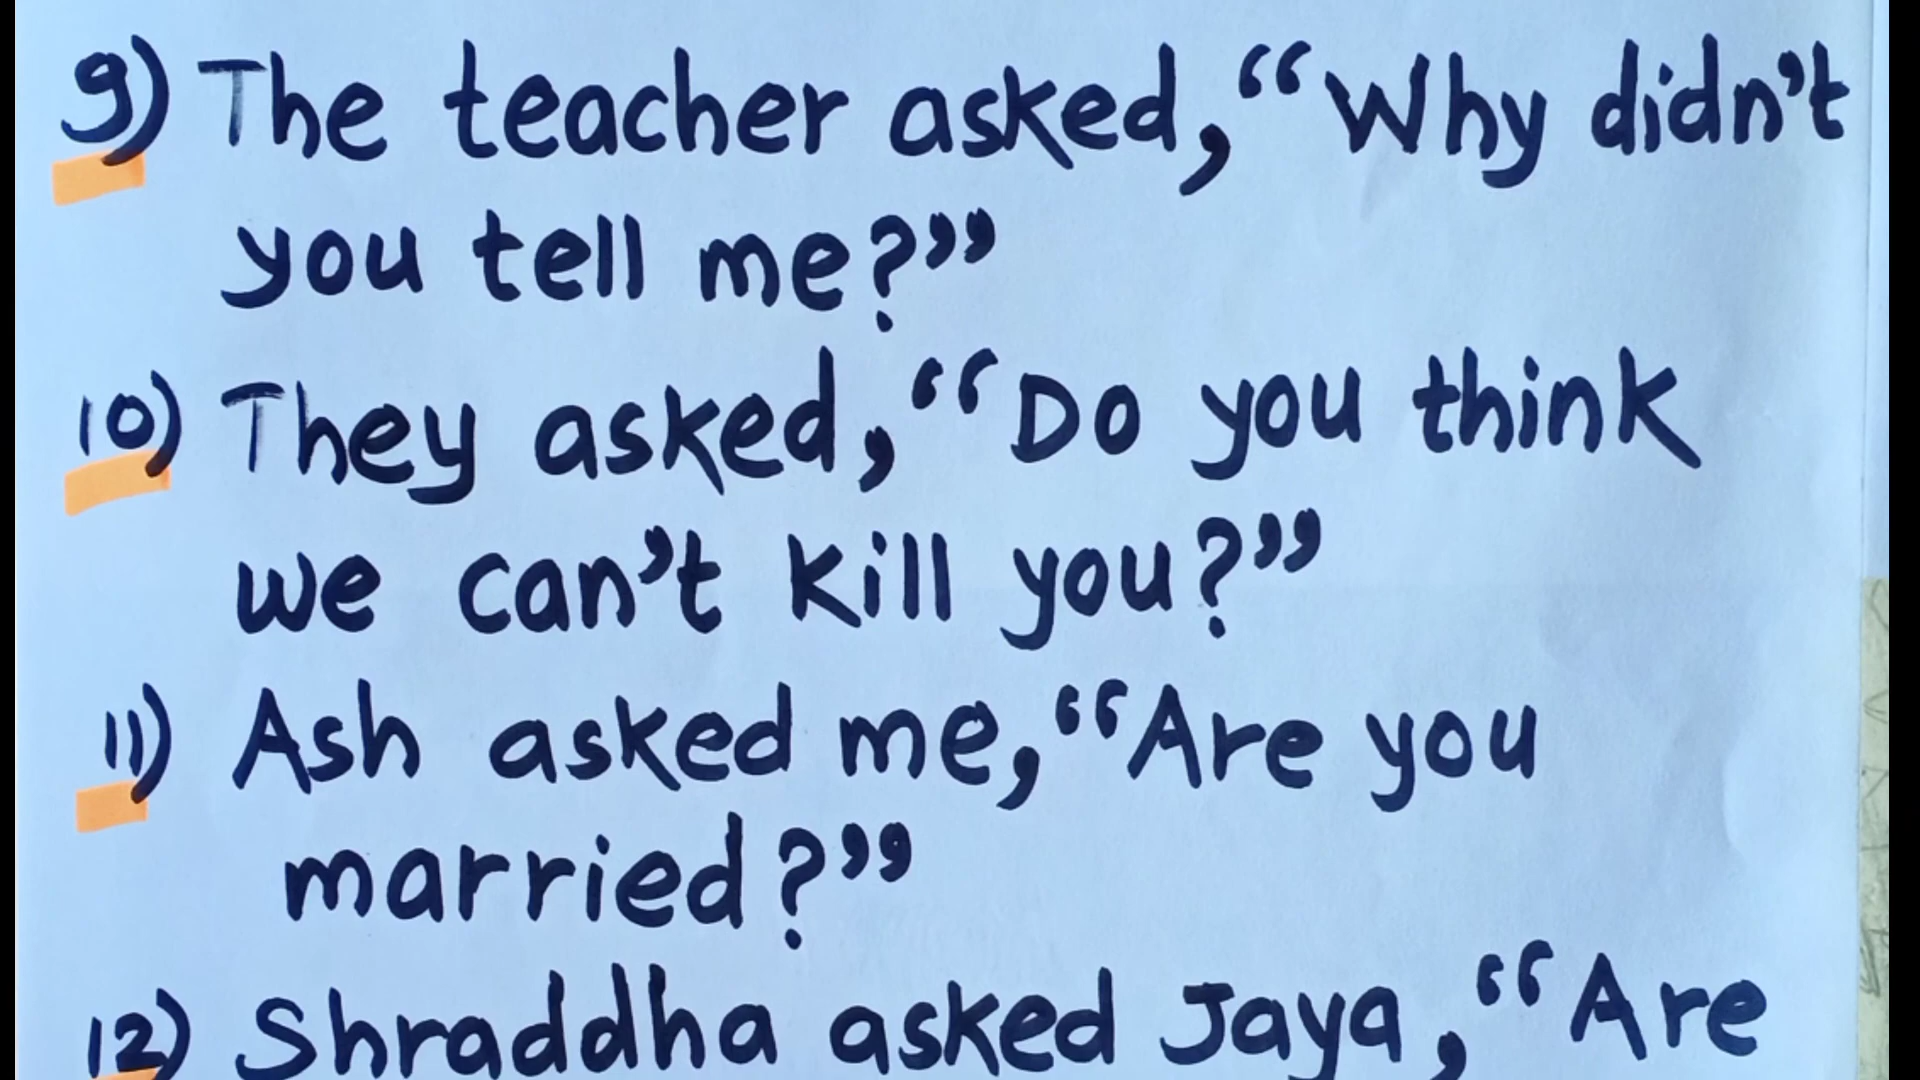 9) The teacher asked, “Why didn't
you tell me?”
10) They asked, “Do you think
we can't kill you?”
11) Ash asked me, “Are you
married?”
12) Shraddha asked Jaya, “Are